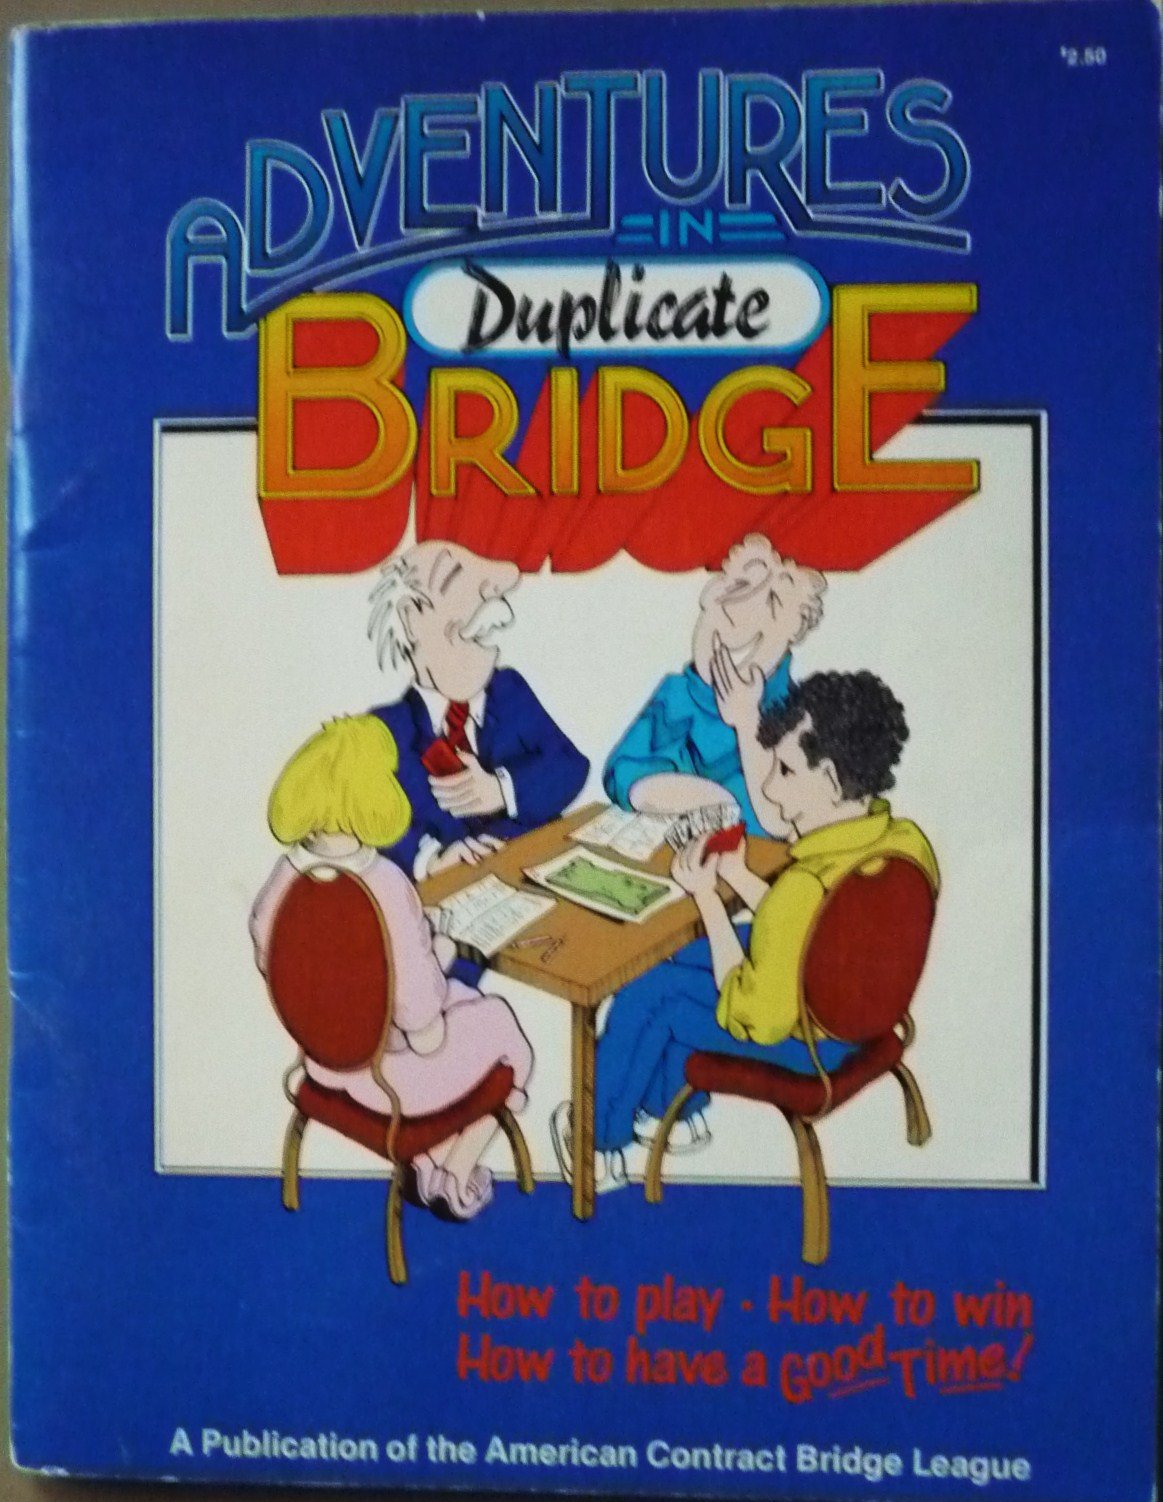 $2.50
ADVENTURES
IN
Duplicate
BRIDGE
How to play · How to win
How to have a Good Time!
A Publication of the American Contract Bridge League